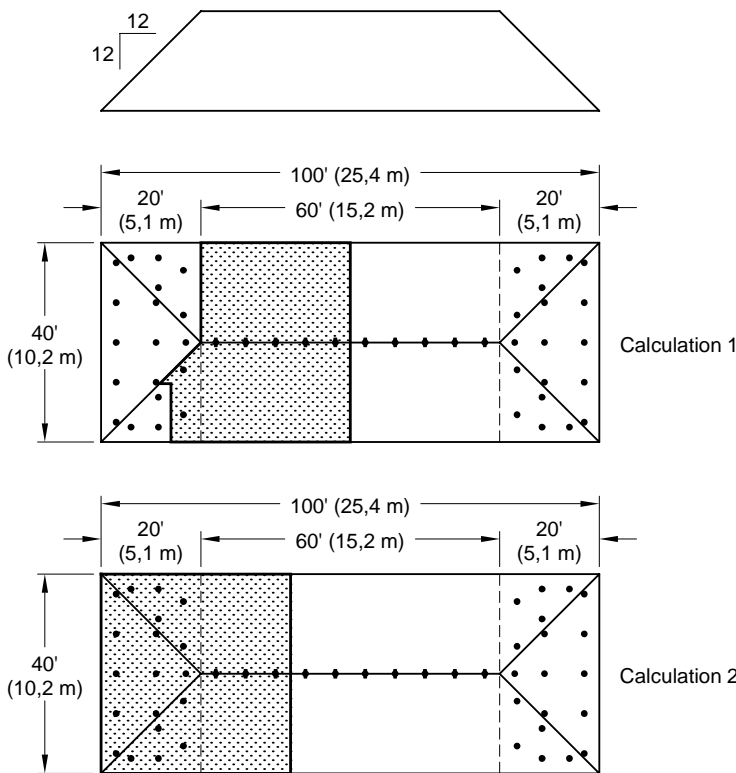 12
12
100' (25,4 m)
20'
(5,1 m)
60' (15,2 m)
20'
(5,1 m)
40'
(10,2 m)
Calculation 1
100' (25,4 m)
20'
(5,1 m)
60' (15,2 m)
20'
(5,1 m)
40'
(10,2 m)
Calculation 2